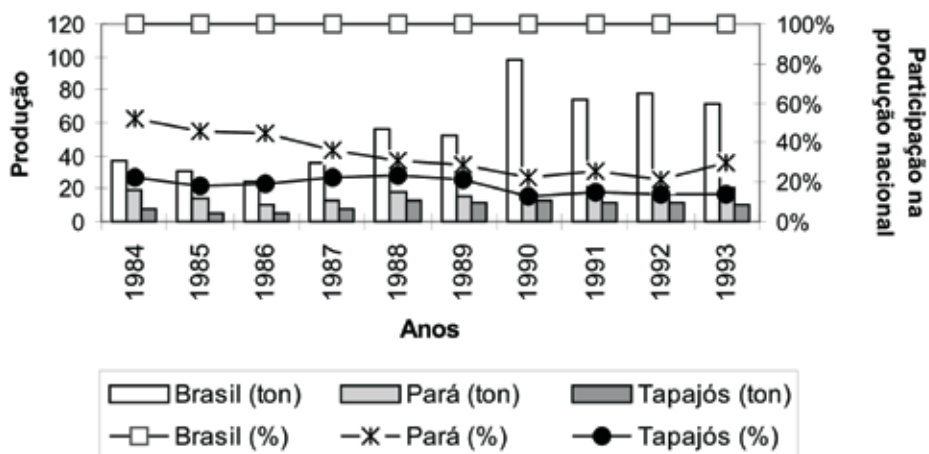 120
100
80
60
40
20
0
Produção
100%
80%
60%
40%
20%
0%
Participação na
produção nacional
1984
1985
1986
1987
1988
1989
1990
1991
1992
1993
Anos
Brasil (ton)
Pará (ton)
Tapajós (ton)
Brasil (%)
Pará (%)
Tapajós (%)